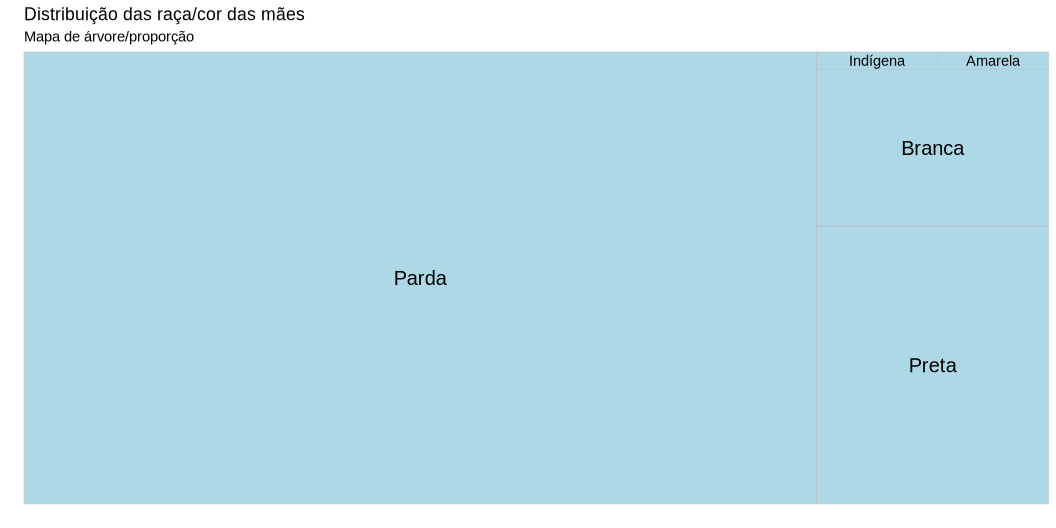 Distribuição das raça/cor das mães
Mapa de árvore/proporção
Indígena
Amarela
Branca
Parda
Preta